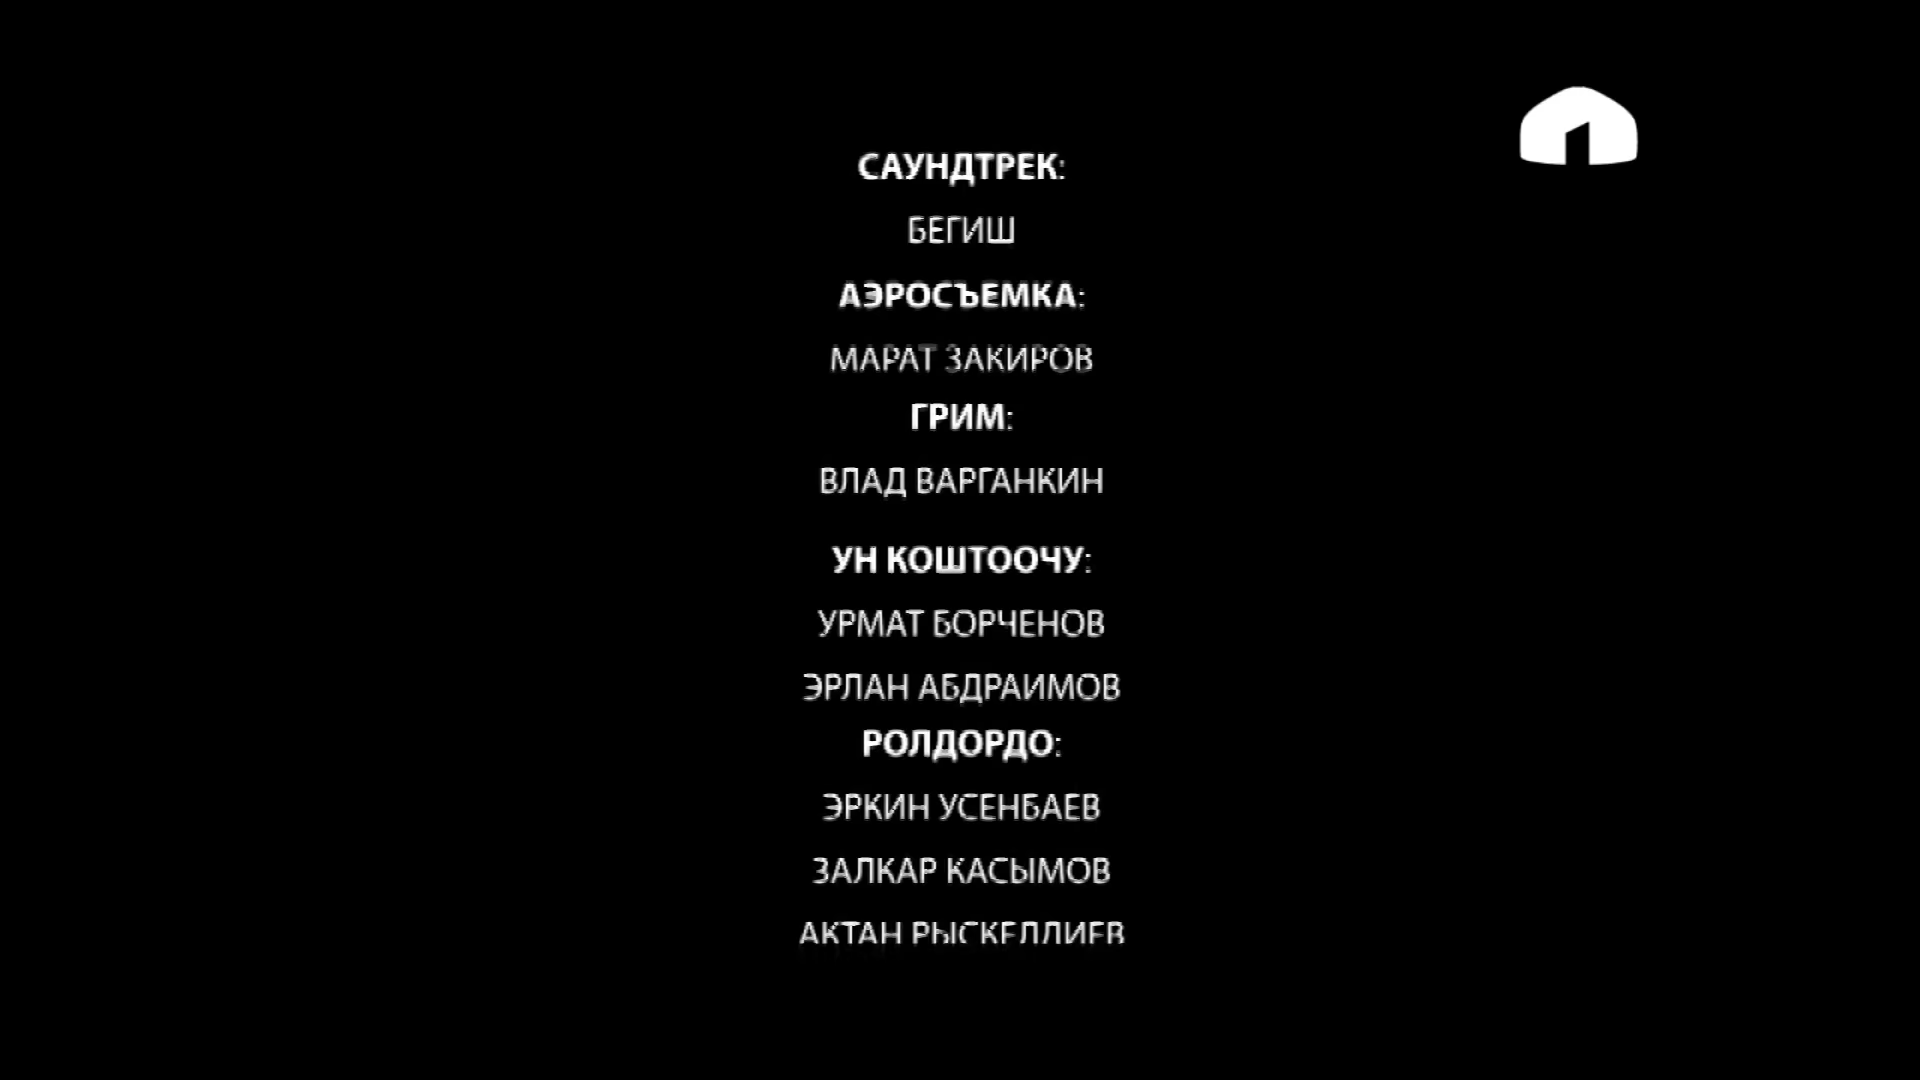 САУНДТРЕК:
БЕГИШ
АЭРОСЪЕМКА:
МАРАТ ЗАКИРОВ
ГРИМ:
ВЛАД ВАРГАНКИН
УН КОШТООЧУ:
УРМАТ БОРЧЕНОВ
ЭРЛАН АБДРАИМОВ
РОЛДОРДО:
ЭРКИН УСЕНБАЕВ
ЗАЛКАР КАСЫМОВ
АКТАН